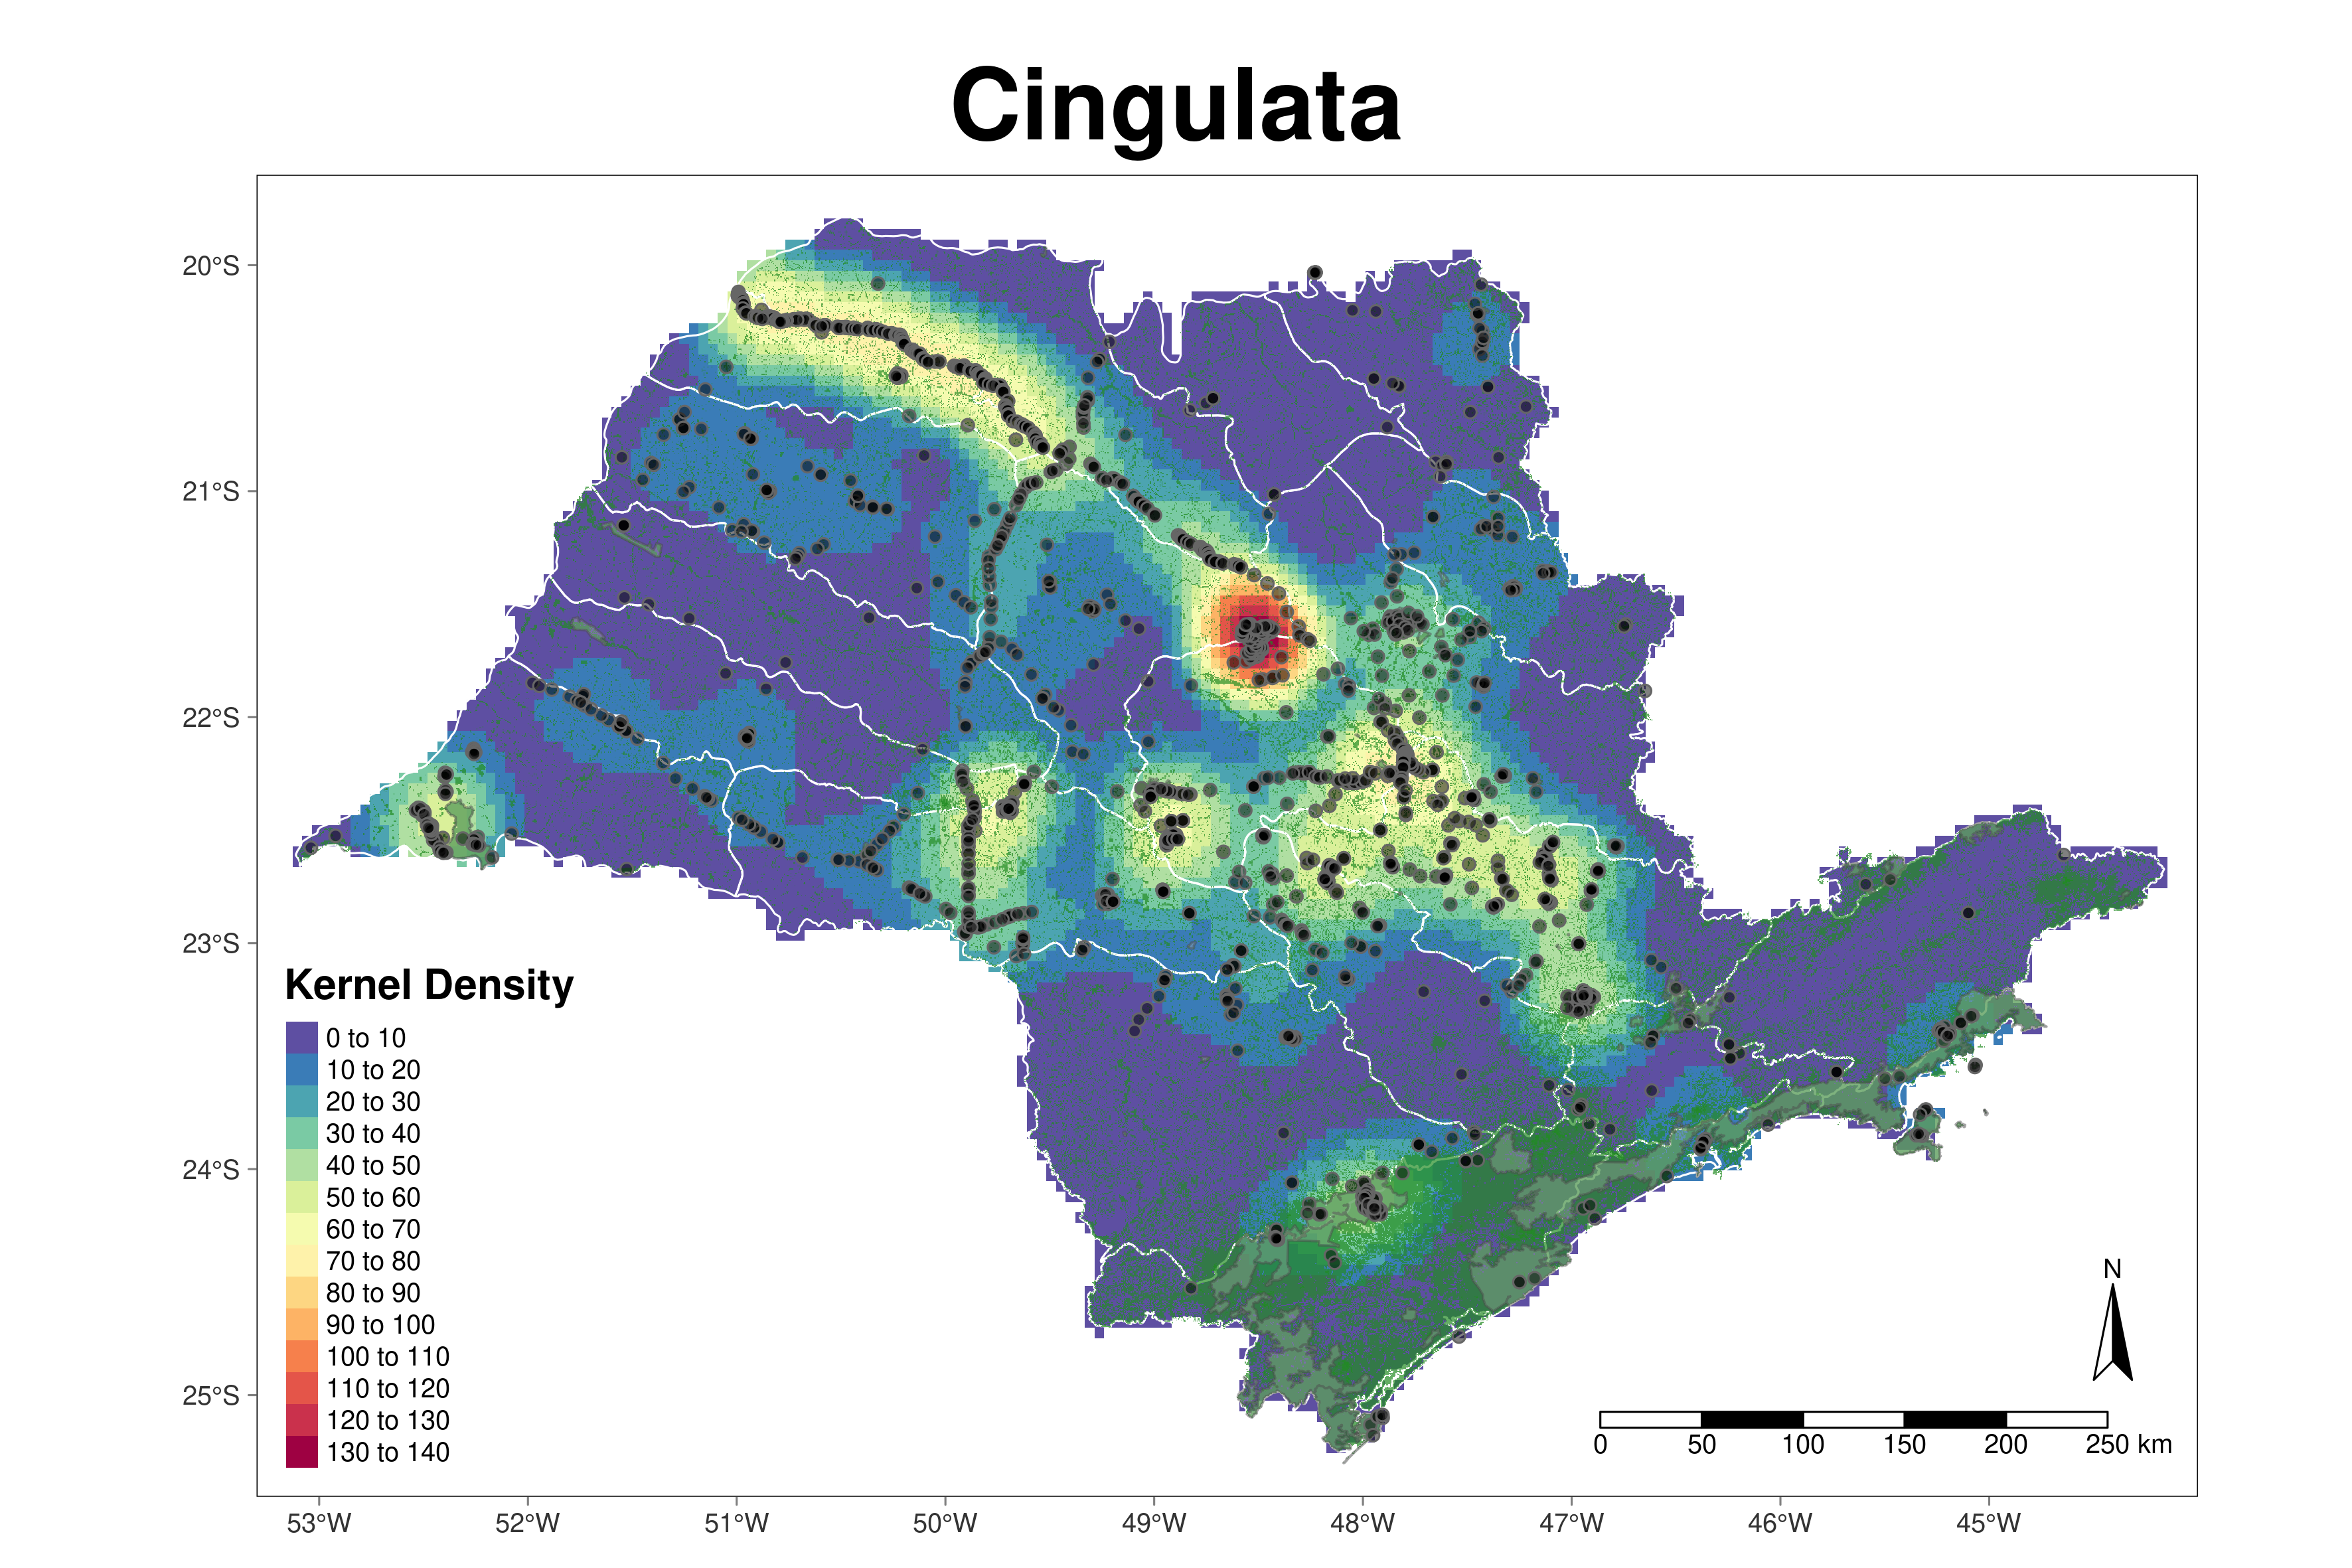 Cingulata
20°S
21°S
22°S
23°S
24°S
25°S
Kernel Density
0 to 10
10 to 20
20 to 30
30 to 40
40 to 50
50 to 60
60 to 70
70 to 80
80 to 90
90 to 100
100 to 110
110 to 120
120 to 130
130 to 140
N
0 50 100 150 200 250 km
53°W 52°W 51°W 50°W 49°W 48°W 47°W 46°W 45°W